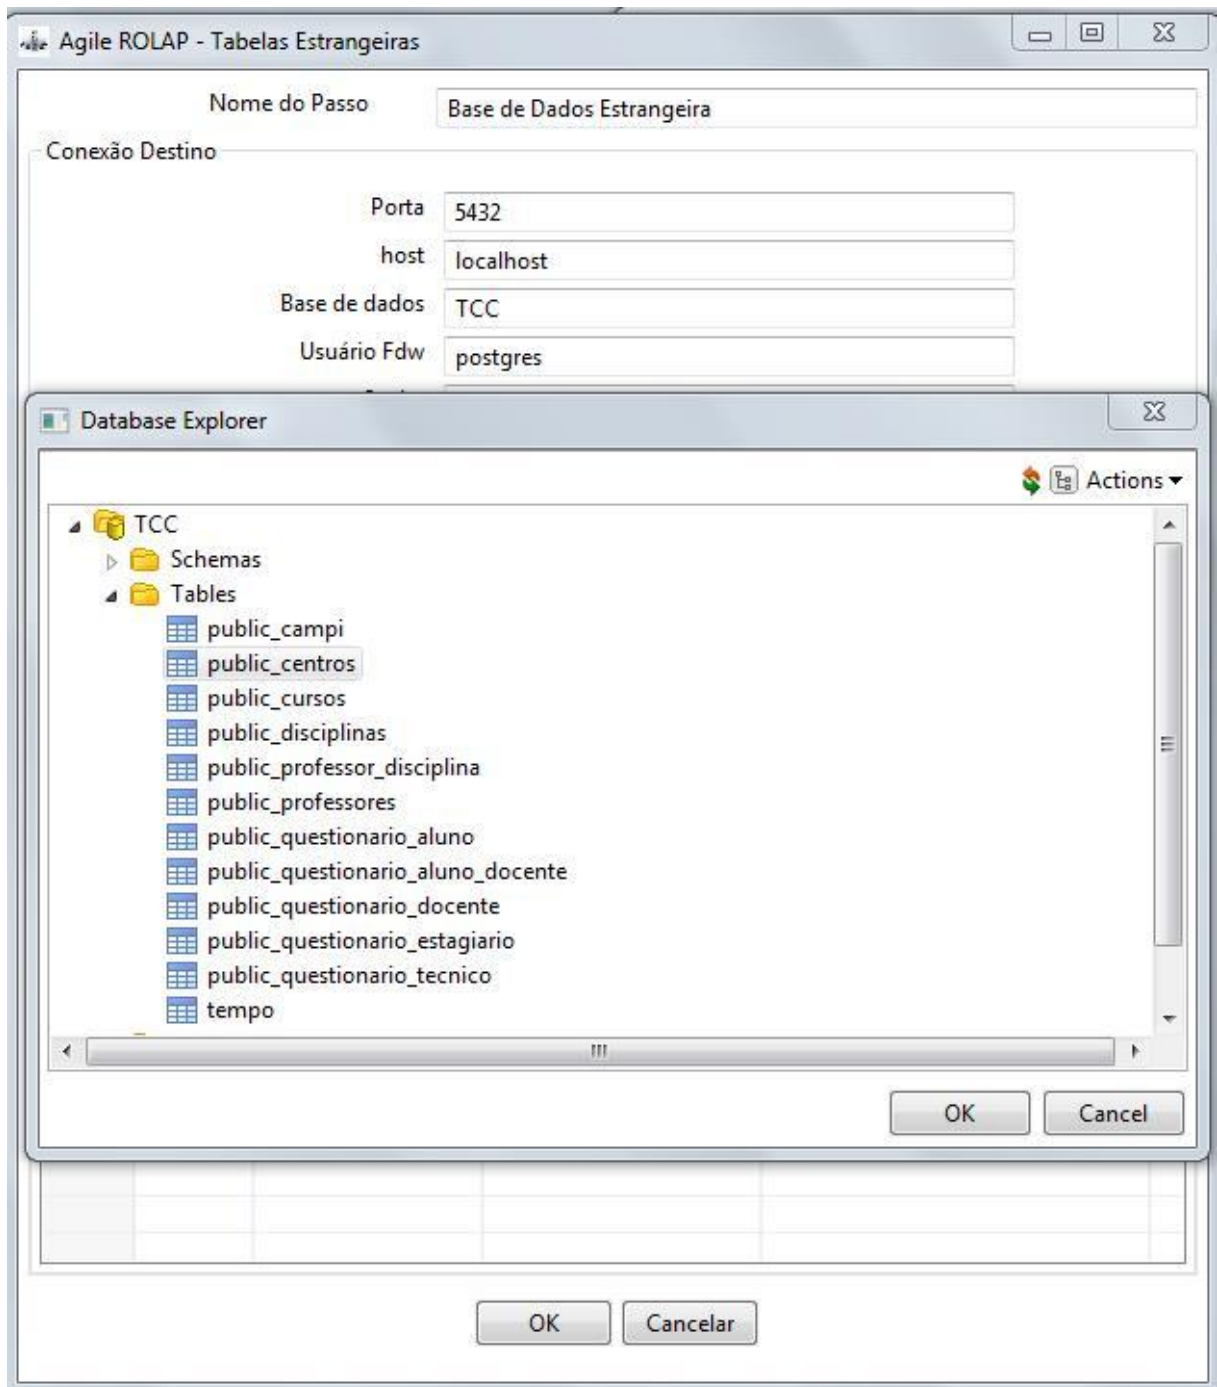 Agile ROLAP - Tabelas Estrangeiras
Nome do Passo Base de Dados Estrangeira
Conexão Destino
Porta 5432
host localhost
Base de dados TCC
Usuário Fdw postgres
Database Explorer
Actions
TCC
Schemas
Tables
public_campi
public_centros
public_cursos
public_disciplinas
public_professor_disciplina
public_professores
public_questionario_aluno
public_questionario_aluno_docente
public_questionario_docente
public_questionario_estagiario
public_questionario_tecnico
tempo
OK Cancel
OK Cancelar